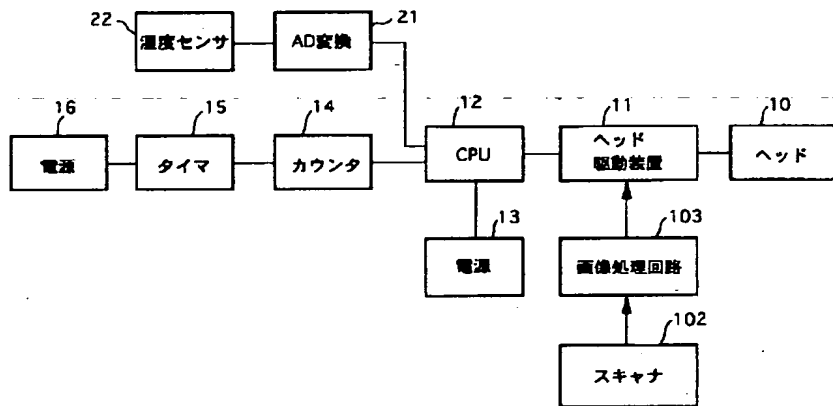 22
湿度センサ
21
AD変換
16
電源
15
タイマ
14
カウンタ
12
CPU
11
ヘッド
駆動装置
10
ヘッド
13
電源
103
画像処理回路
102
スキャナ